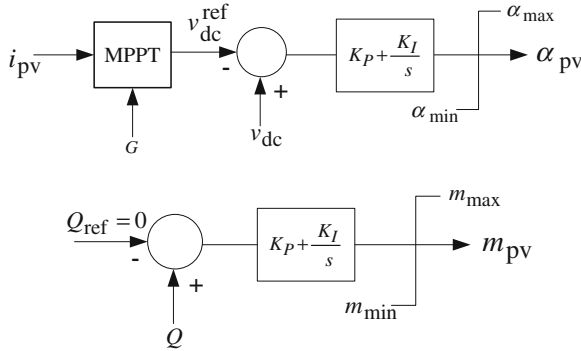 i_pv
MPPT
v_dc^ref
-
+
v_dc
G
K_P + K_I/s
α_max
α_min
α_pv
Q_ref = 0
-
+
Q
K_P + K_I/s
m_max
m_min
m_pv